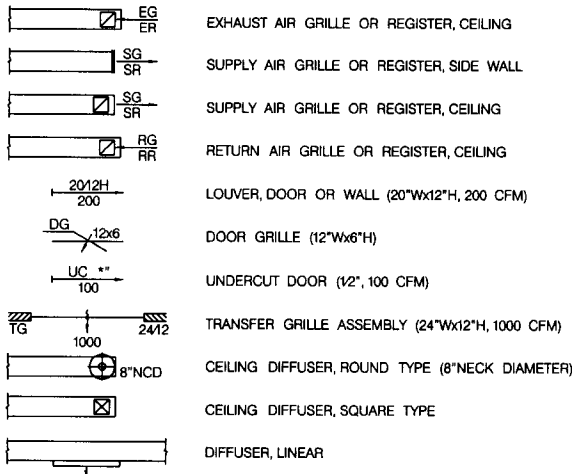 EG
ER
EXHAUST AIR GRILLE OR REGISTER, CEILING
SG
SR
SUPPLY AIR GRILLE OR REGISTER, SIDE WALL
SG
SR
SUPPLY AIR GRILLE OR REGISTER, CEILING
RG
RR
RETURN AIR GRILLE OR REGISTER, CEILING
20/12H
200
LOUVER, DOOR OR WALL (20"Wx12"H, 200 CFM)
DG
12x6
DOOR GRILLE (12"Wx6"H)
UC *"
100
UNDERCUT DOOR (1/2", 100 CFM)
TG
1000
24/12
TRANSFER GRILLE ASSEMBLY (24"Wx12"H, 1000 CFM)
8"NCD
CEILING DIFFUSER, ROUND TYPE (8"NECK DIAMETER)
CEILING DIFFUSER, SQUARE TYPE
DIFFUSER, LINEAR